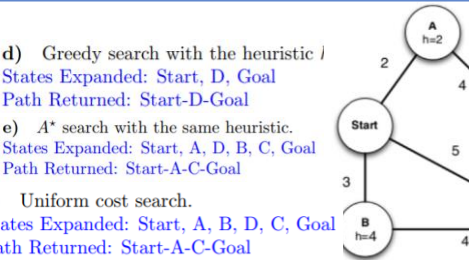 d) Greedy search with the heuristic
States Expanded: Start, D, Goal
Path Returned: Start-D-Goal
e) A* search with the same heuristic.
States Expanded: Start, A, D, B, C, Goal
Path Returned: Start-A-C-Goal
Uniform cost search.
ates Expanded: Start, A, B, D, C, Goal
ath Returned: Start-A-C-Goal
A
h=2
2
4
Start
5
3
B
h=4
4